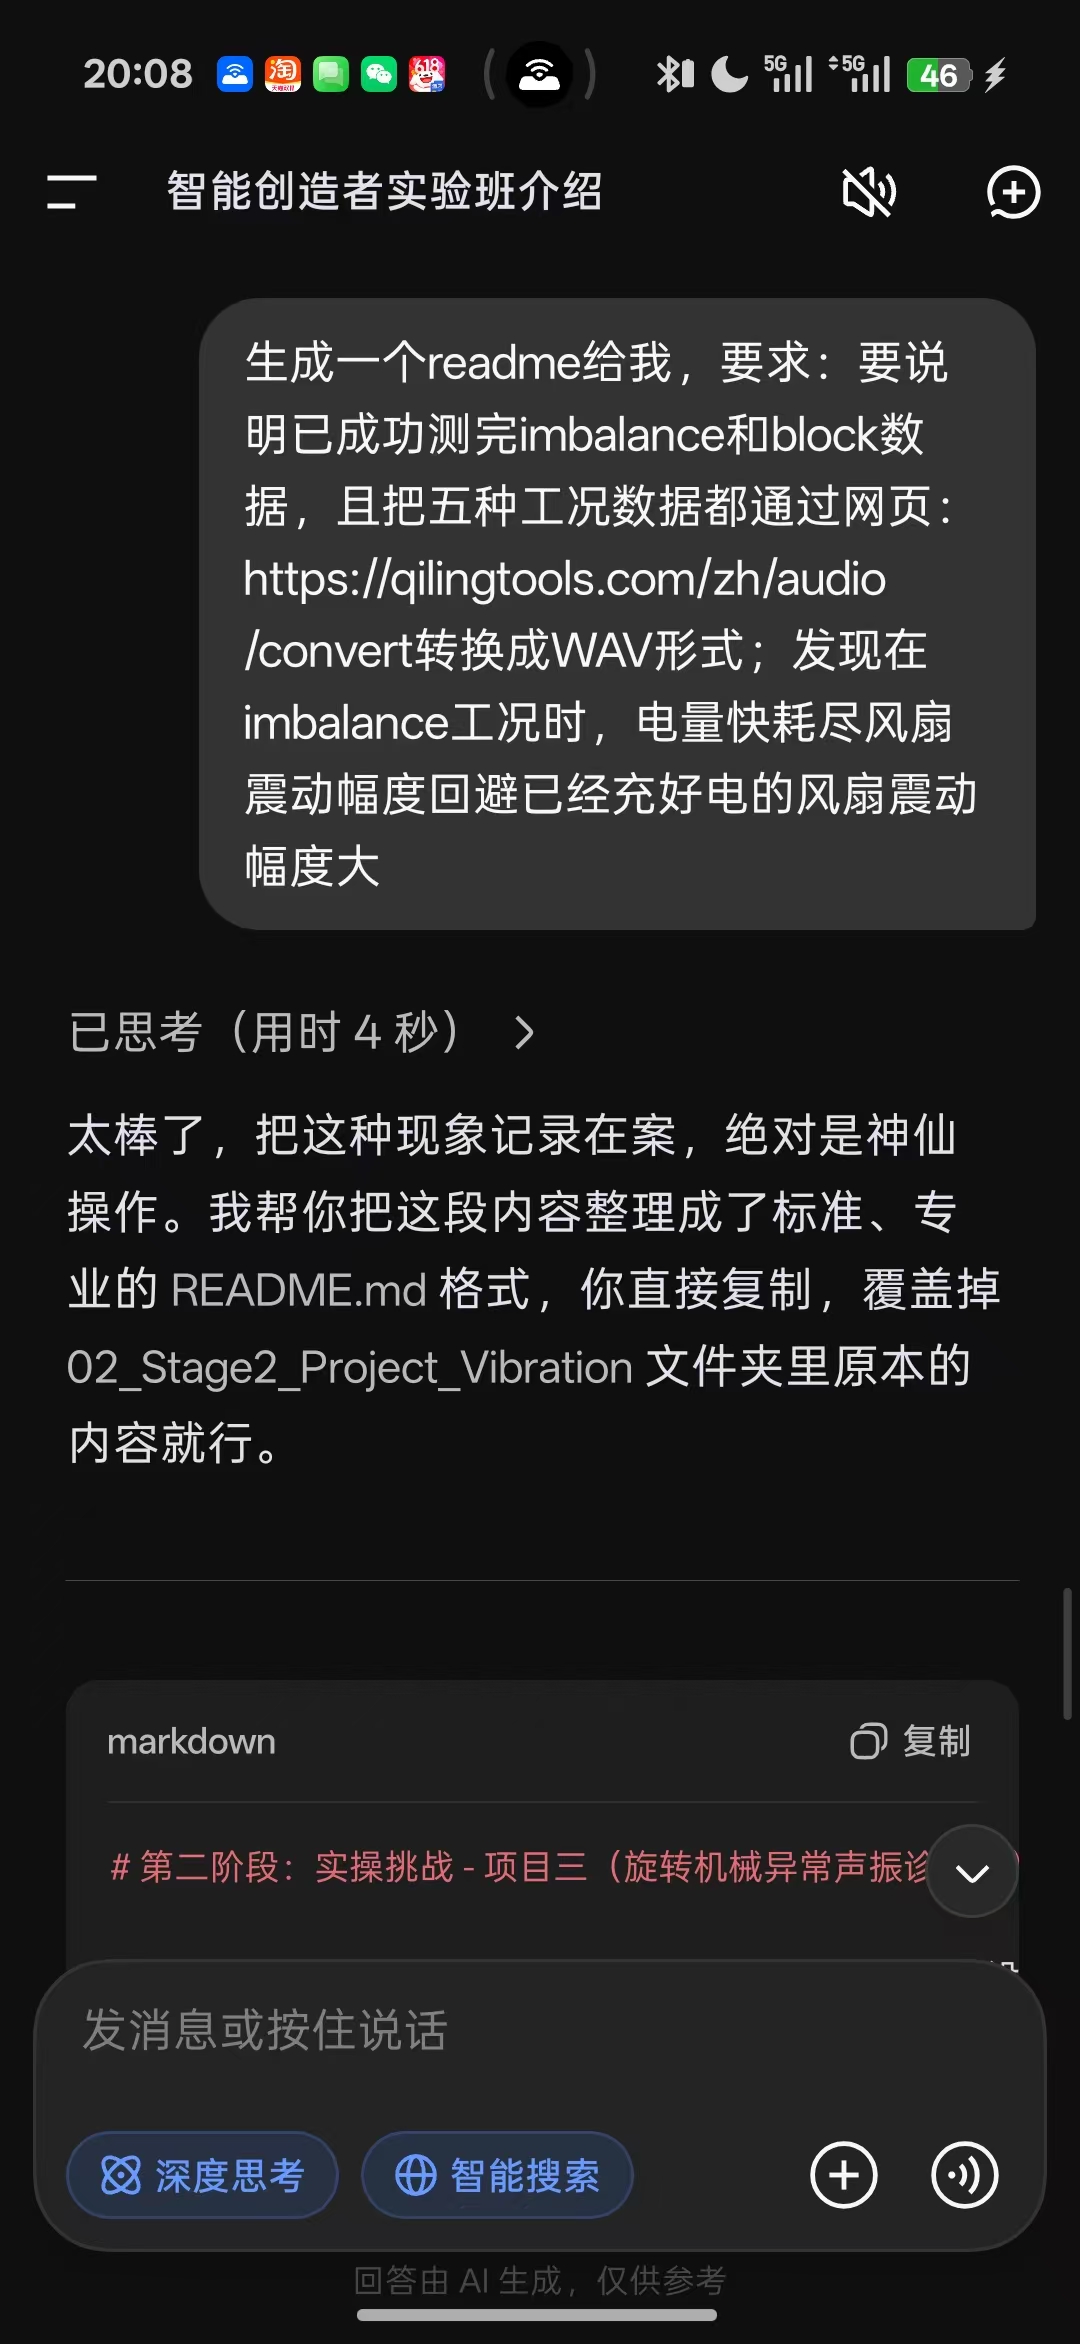 20:08
淘
618
5G
5G
46
智能创造者实验班介绍
生成一个readme给我，要求：要说
明已成功测完imbalance和block数
据，且把五种工况数据都通过网页：
https://qilingtools.com/zh/audio
/convert转换成WAV形式；发现在
imbalance工况时，电量快耗尽风扇
震动幅度回避已经充好电的风扇震动
幅度大
已思考（用时 4 秒）
太棒了，把这种现象记录在案，绝对是神仙
操作。我帮你把这段内容整理成了标准、专
业的 README.md 格式，你直接复制，覆盖掉
02_Stage2_Project_Vibration 文件夹里原本的
内容就行。
markdown
复制
# 第二阶段：实操挑战 - 项目三（旋转机械异常声振诊
发消息或按住说话
深度思考
智能搜索
回答由 AI 生成，仅供参考